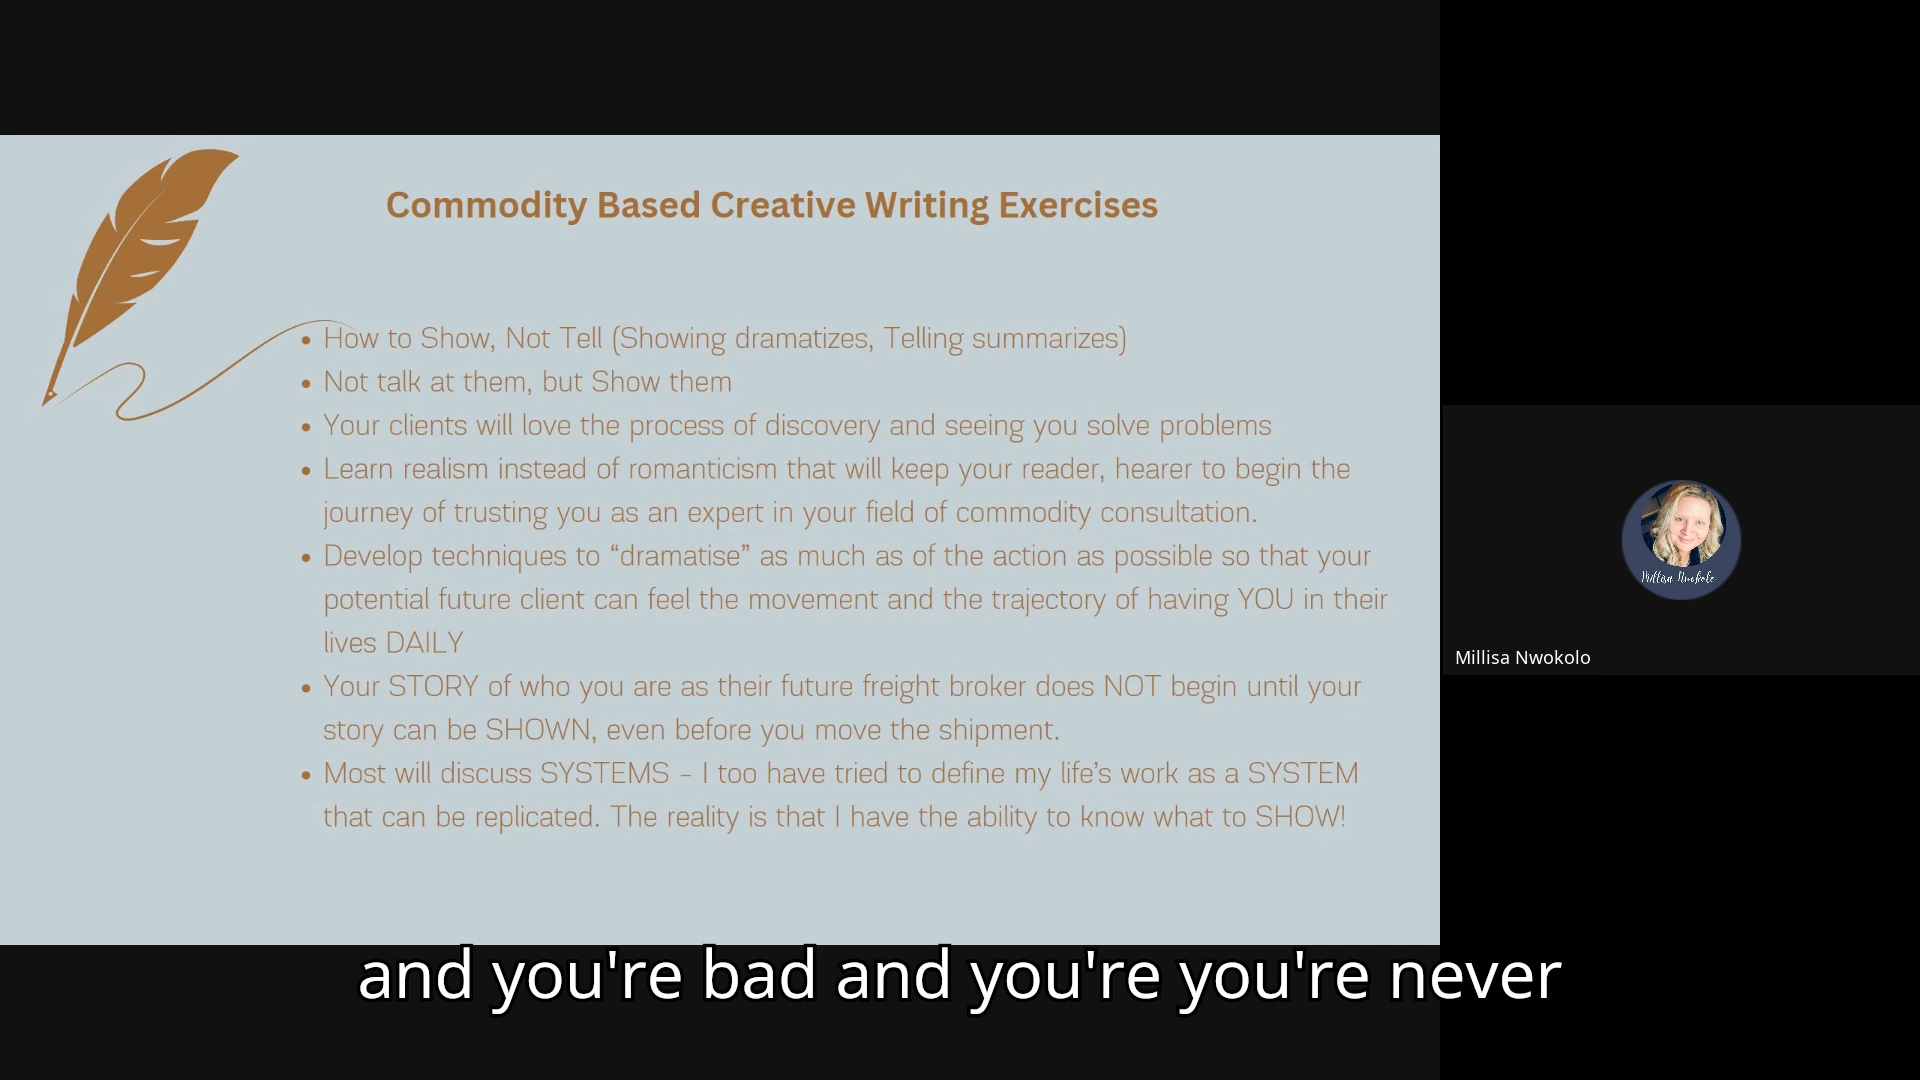 Commodity Based Creative Writing Exercises
• How to Show, Not Tell (Showing dramatizes, Telling summarizes)
• Not talk at them, but Show them
• Your clients will love the process of discovery and seeing you solve problems
• Learn realism instead of romanticism that will keep your reader, hearer to begin the
journey of trusting you as an expert in your field of commodity consultation.
• Develop techniques to “dramatise” as much as of the action as possible so that your
potential future client can feel the movement and the trajectory of having YOU in their
lives DAILY
• Your STORY of who you are as their future freight broker does NOT begin until your
story can be SHOWN, even before you move the shipment.
• Most will discuss SYSTEMS – I too have tried to define my life’s work as a SYSTEM
that can be replicated. The reality is that I have the ability to know what to SHOW!
Millisa Nwokolo
Millisa Nwokolo
and you're bad and you're you're never